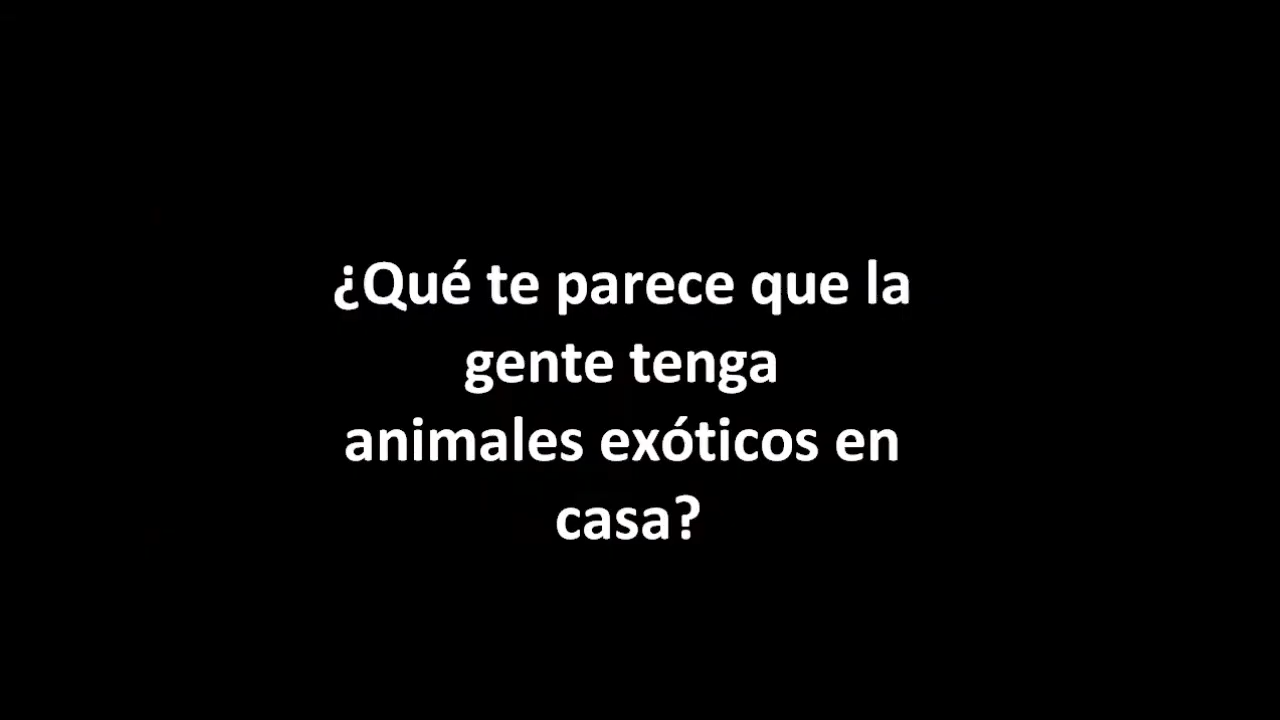 ¿Qué te parece que la
gente tenga
animales exóticos en
casa?